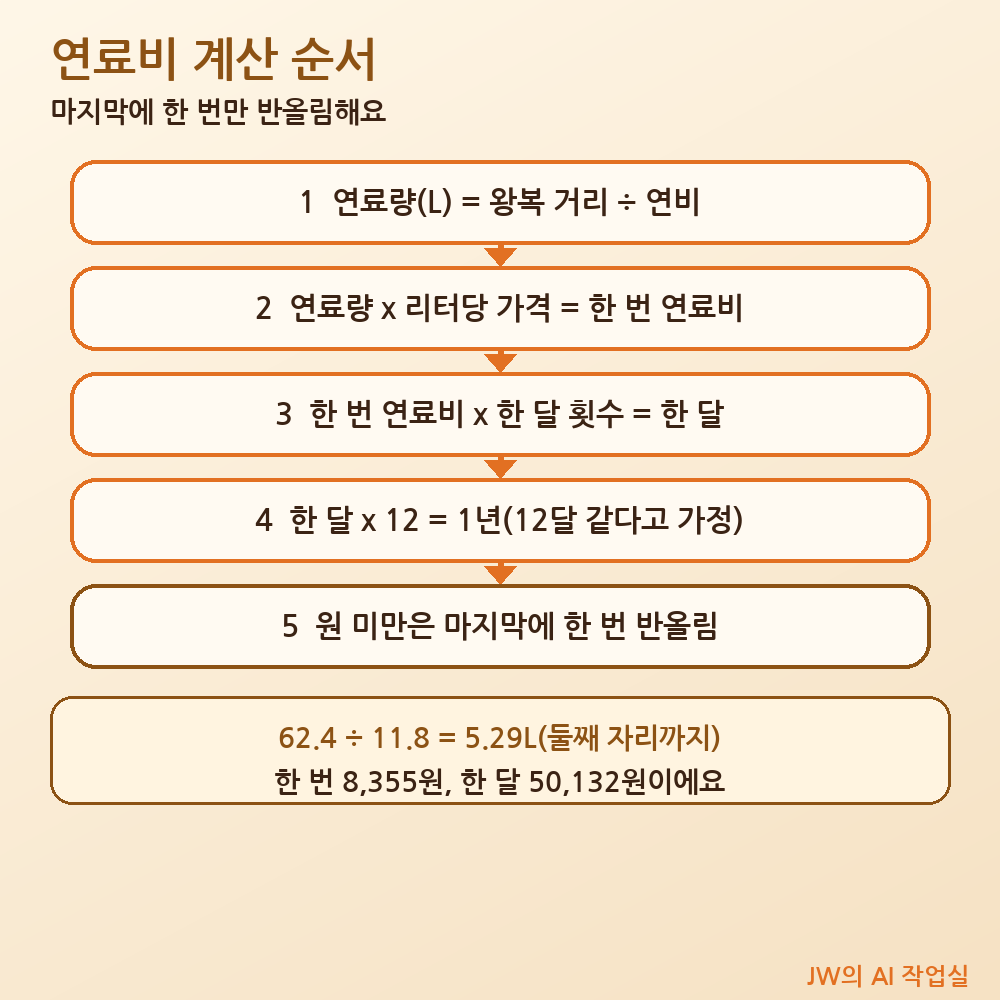 연료비 계산 순서
마지막에 한 번만 반올림해요
1 연료량(L) = 왕복 거리 ÷ 연비
2 연료량 x 리터당 가격 = 한 번 연료비
3 한 번 연료비 x 한 달 횟수 = 한 달
4 한 달 x 12 = 1년(12달 같다고 가정)
5 원 미만은 마지막에 한 번 반올림
62.4 ÷ 11.8 = 5.29L(둘째 자리까지)
한 번 8,355원, 한 달 50,132원이에요
JW의 AI 작업실